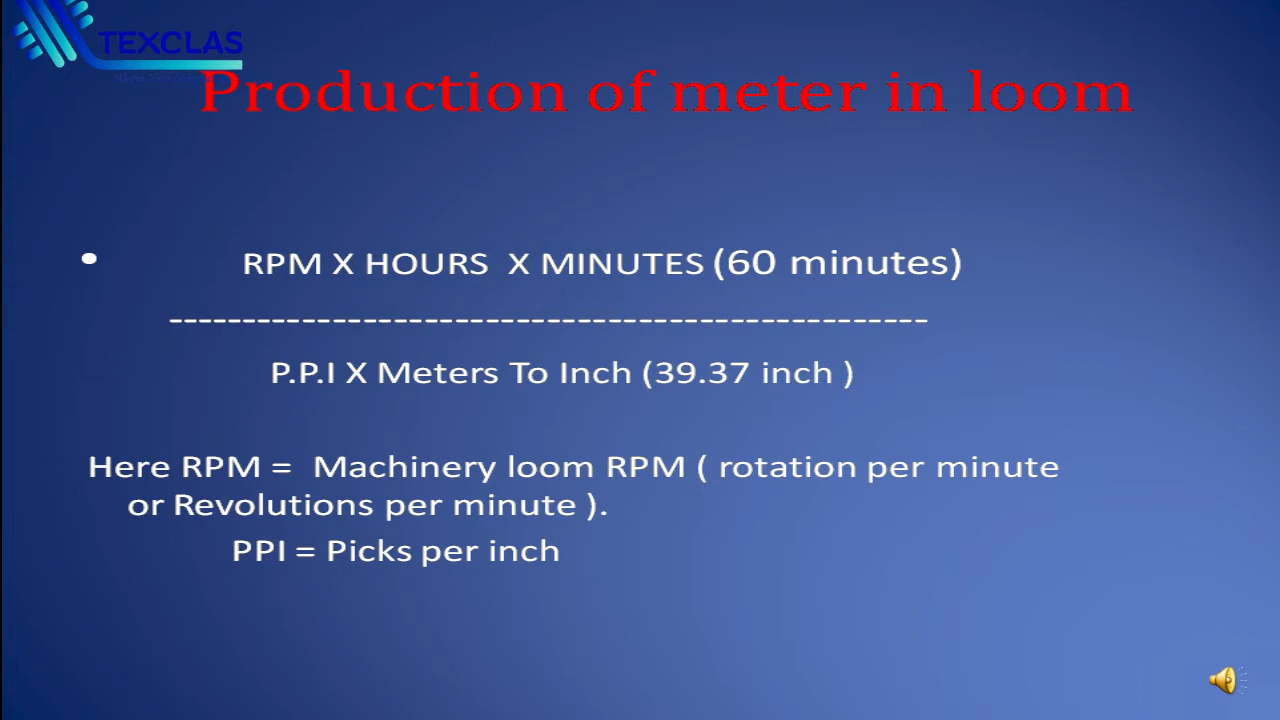 TEXCLAS
Production of meter in loom
• RPM X HOURS X MINUTES (60 minutes)
----------------------------------------------------
P.P.I X Meters To Inch (39.37 inch )
Here RPM = Machinery loom RPM ( rotation per minute
or Revolutions per minute ).
PPI = Picks per inch